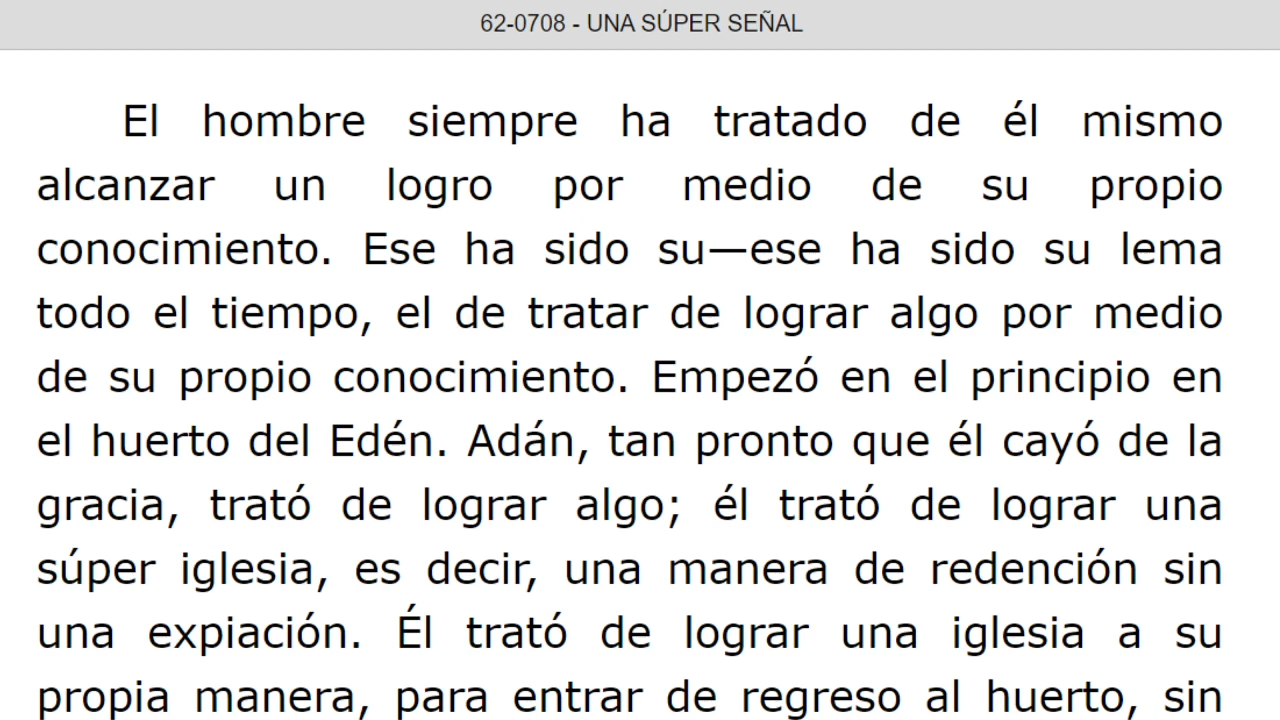 62-0708 - UNA SÚPER SEÑAL
El hombre siempre ha tratado de él mismo
alcanzar un logro por medio de su propio
conocimiento. Ese ha sido su—ese ha sido su lema
todo el tiempo, el de tratar de lograr algo por medio
de su propio conocimiento. Empezó en el principio en
el huerto del Edén. Adán, tan pronto que él cayó de la
gracia, trató de lograr algo; él trató de lograr una
súper iglesia, es decir, una manera de redención sin
una expiación. Él trató de lograr una iglesia a su
propia manera, para entrar de regreso al huerto, sin